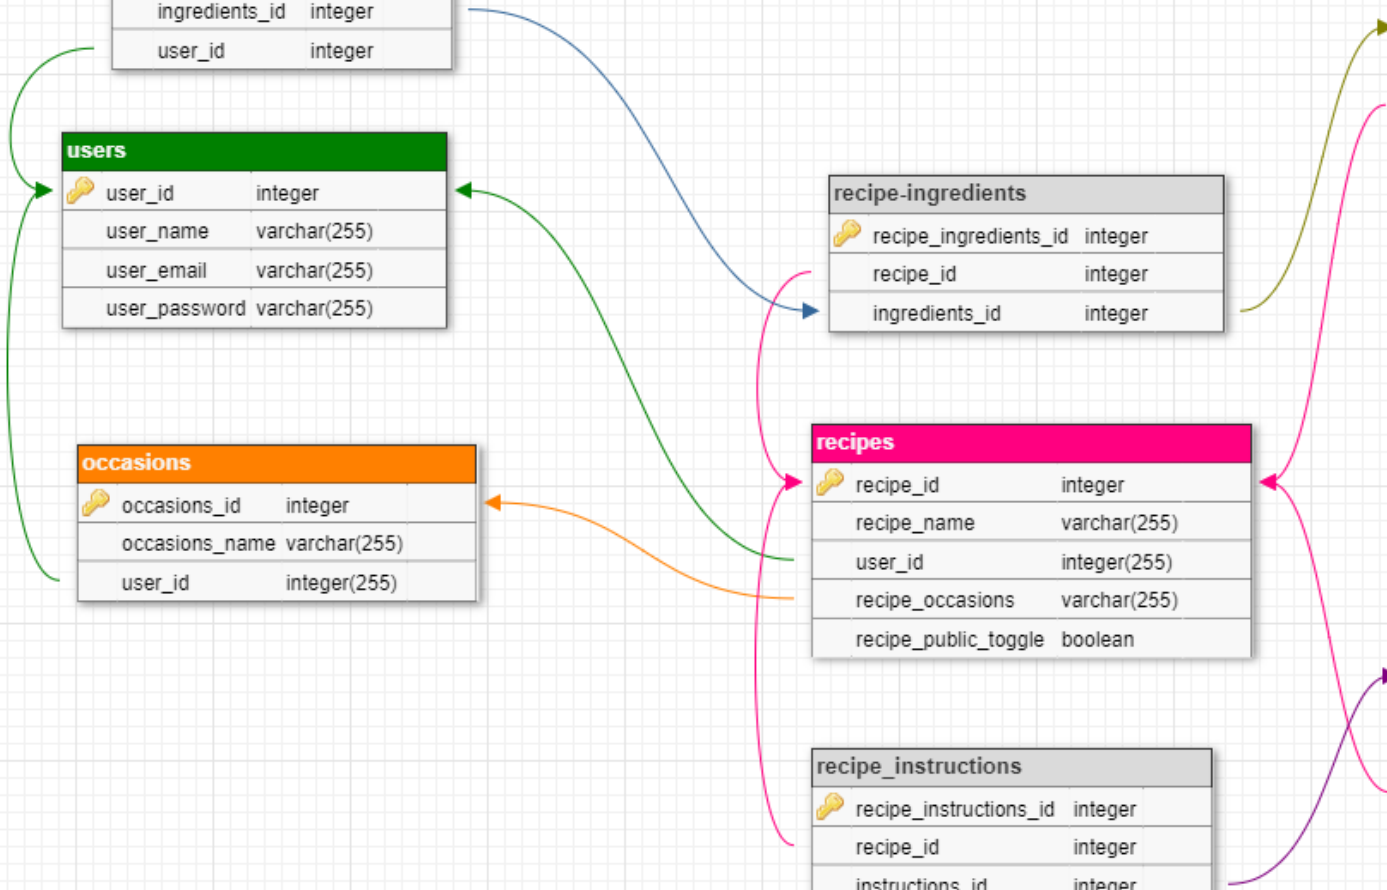 ingredients_id integer
user_id integer
users
user_id integer
user_name varchar(255)
user_email varchar(255)
user_password varchar(255)
recipe-ingredients
recipe_ingredients_id integer
recipe_id integer
ingredients_id integer
occasions
occasions_id integer
occasions_name varchar(255)
user_id integer(255)
recipes
recipe_id integer
recipe_name varchar(255)
user_id integer(255)
recipe_occasions varchar(255)
recipe_public_toggle boolean
recipe_instructions
recipe_instructions_id integer
recipe_id integer
instructions_id integer